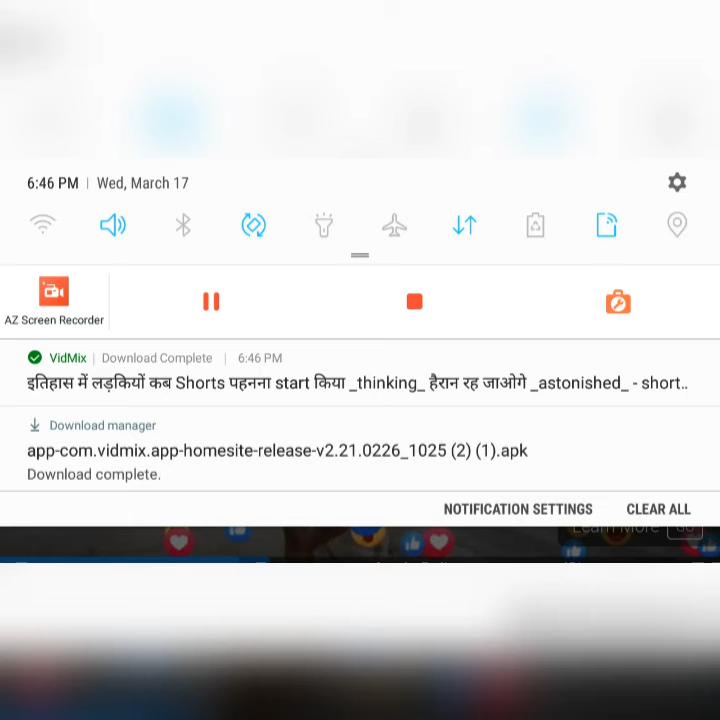 6:46 PM | Wed, March 17
AZ Screen Recorder
VidMix | Download Complete | 6:46 PM
इतिहास में लड़कियों कब Shorts पहनना start किया _thinking_ हैरान रह जाओगे _astonished_ - short..
Download manager
app-com.vidmix.app-homesite-release-v2.21.0226_1025 (2) (1).apk
Download complete.
NOTIFICATION SETTINGS CLEAR ALL
Learn More